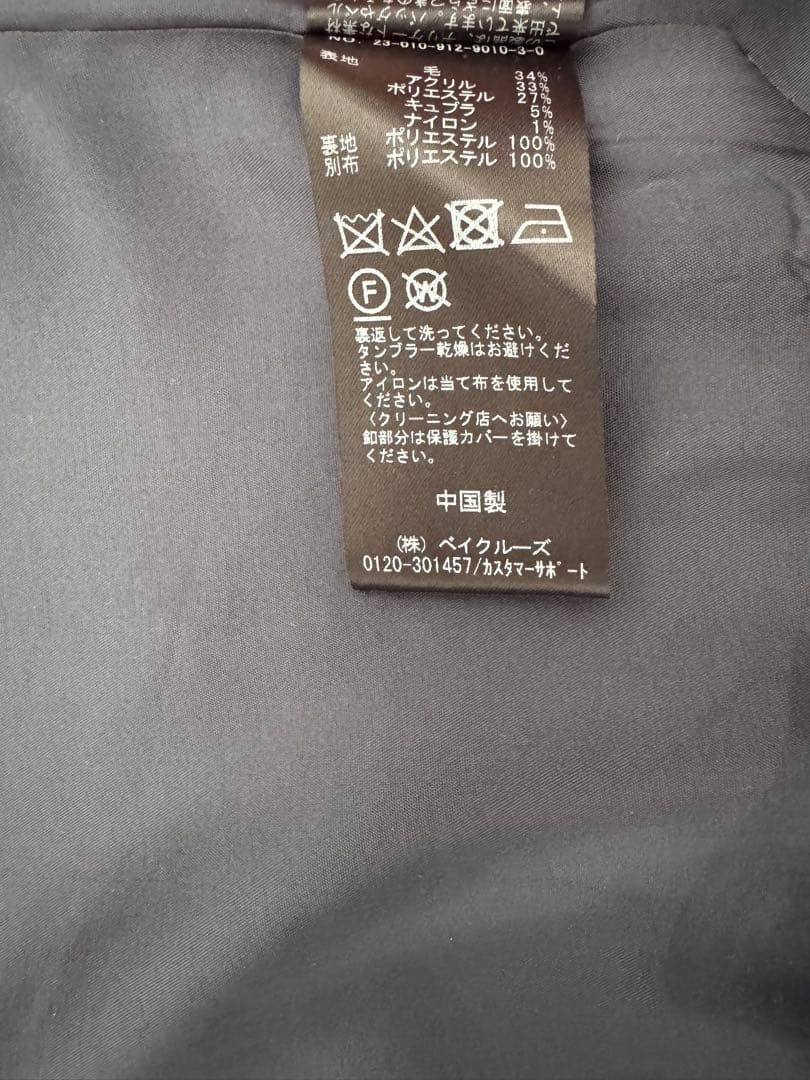 NO. 23-010-912-9010-3-0
表地 毛 34%
アクリル 33%
ポリエステル 27%
キュプラ 5%
ナイロン 1%
裏地 ポリエステル 100%
別布 ポリエステル 100%
F W
裏返して洗ってください。
タンブラー乾燥はお避けくだ
さい。
アイロンは当て布を使用して
ください。
〈クリーニング店へお願い〉
釦部分は保護カバーを掛けて
ください。
中国製
(株) ベイクルーズ
0120-301457/カスタマーサポート